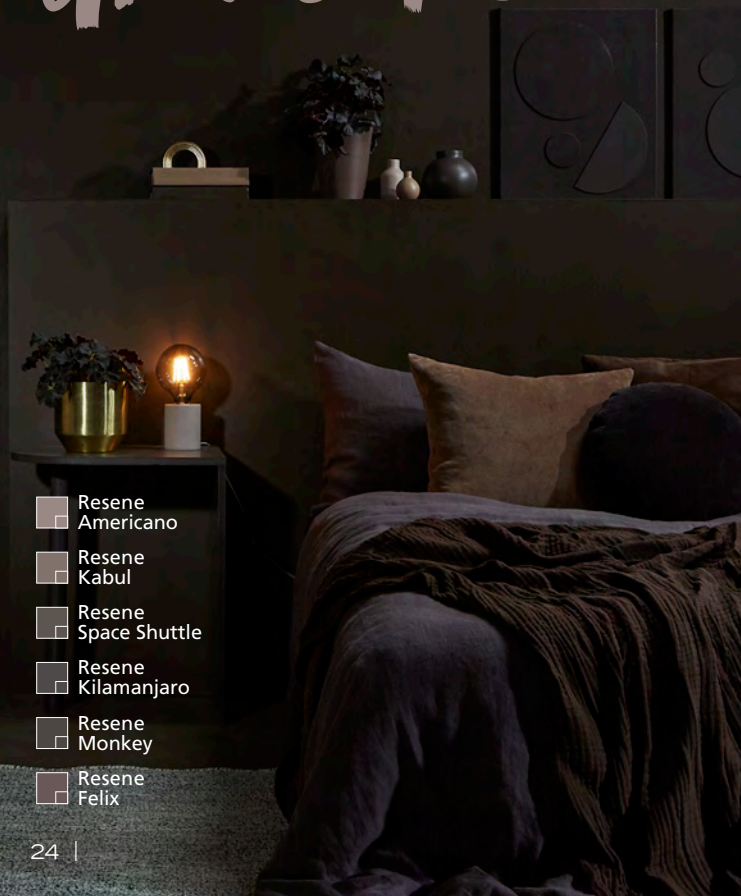 Resene
Americano
Resene
Kabul
Resene
Space Shuttle
Resene
Kilamanjaro
Resene
Monkey
Resene
Felix
24 |